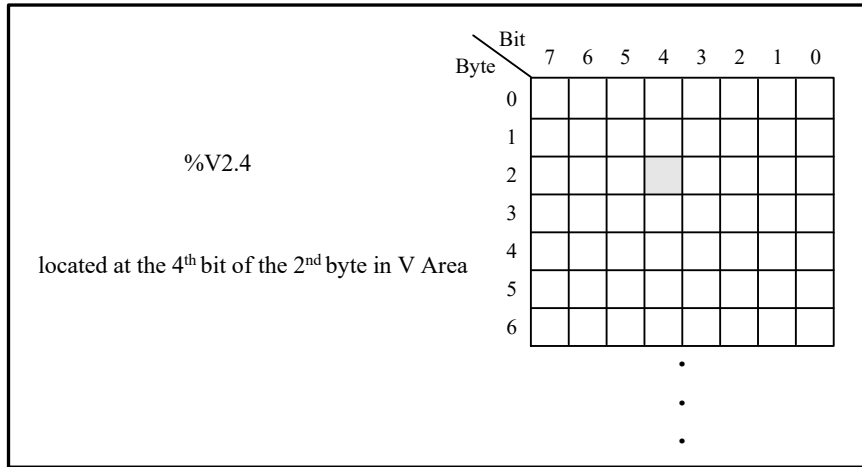 Bit
Byte
7 6 5 4 3 2 1 0
0
1
%V2.4
2
3
located at the 4th bit of the 2nd byte in V Area
4
5
6